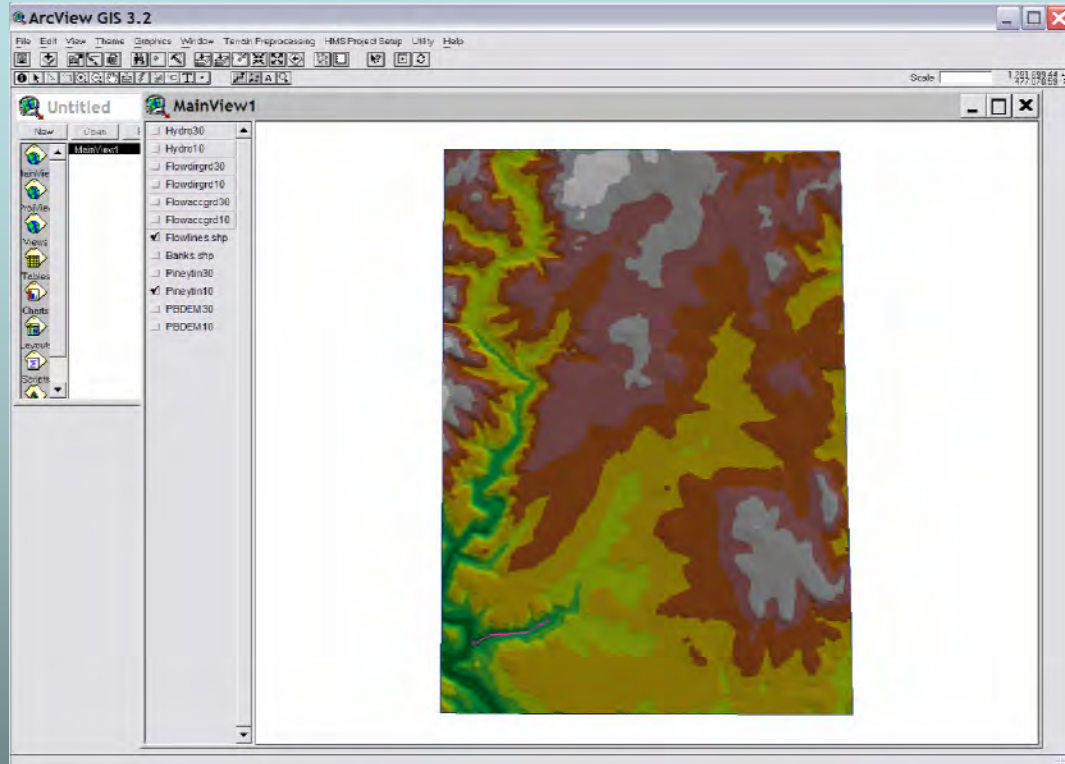 ArcView GIS 3.2
File Edit View Theme Graphics Window Terrain Preprocessing HMS Project Setup Utility Help
Scale
Untitled
New Open
MainView1
Views
Tables
Charts
Scripts
MainView1
Hydro30
Hydro10
Flowdirgrd30
Flowdirgrd10
Flowaccgrd30
Flowaccgrd10
Flowlines.shp
Banks.shp
Pineytin30
Pineytin10
PBDEM30
PBDEM10